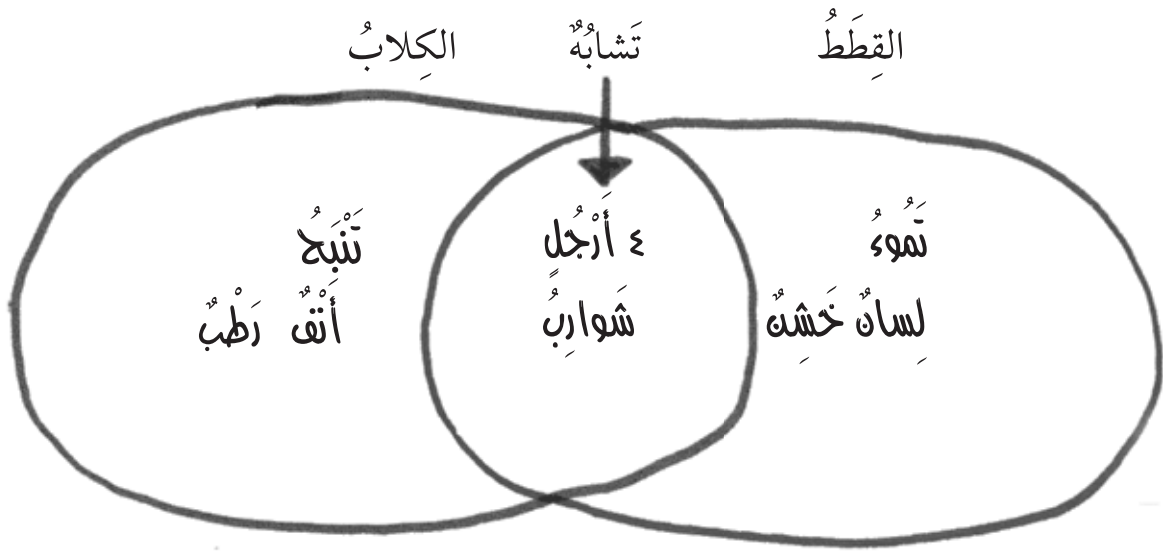 القِطَطُ
تَشابُهٌ
الكِلابُ
تَمُوءُ
لِسانٌ خَشِنٌ
٤ أَرْجُلٍ
شَوارِبُ
تَنْبَحُ
أَنْفٌ رَطْبٌ